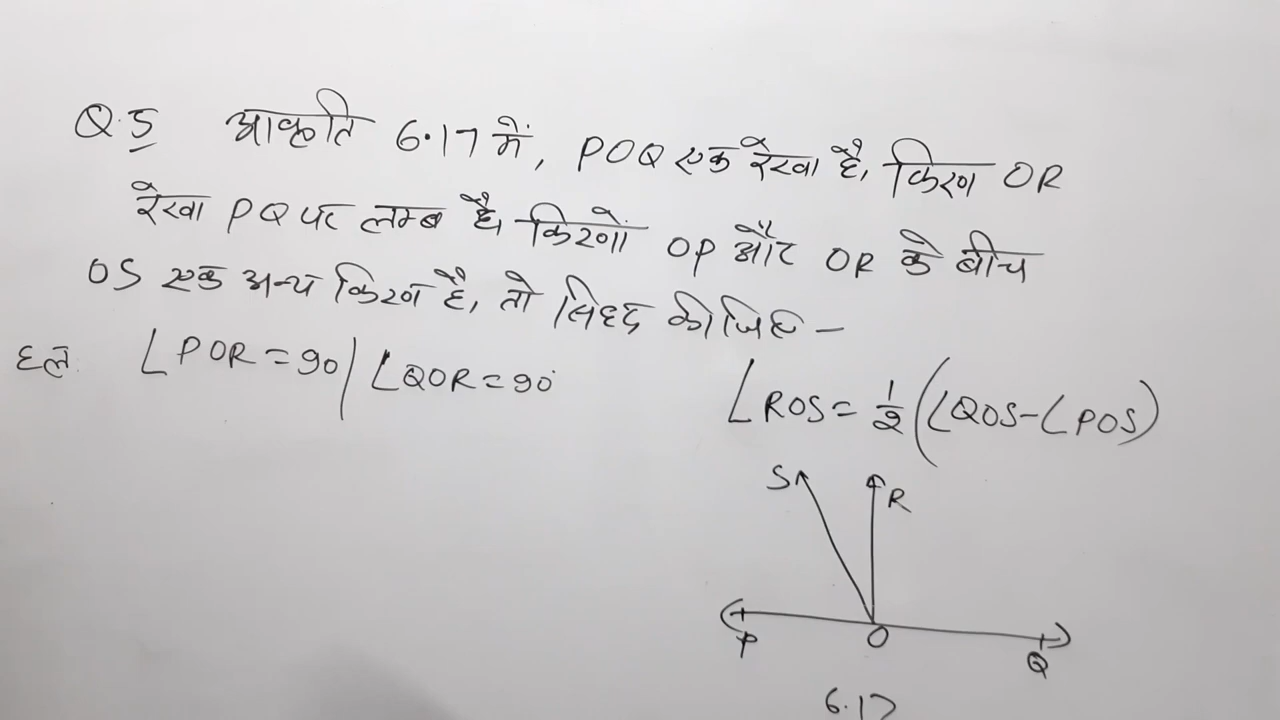 Q.5 आकृति 6.17 में, POQ एक रेखा है, किरण OR
रेखा PQ पर लम्ब है, किरणों OP और OR के बीच
OS एक अन्य किरण है, तो सिद्ध कीजिए -
हल. ∠POR = 90 | ∠QOR = 90°
∠ROS = 1/2 (∠QOS - ∠POS)
S
R
P
O
Q
6.17